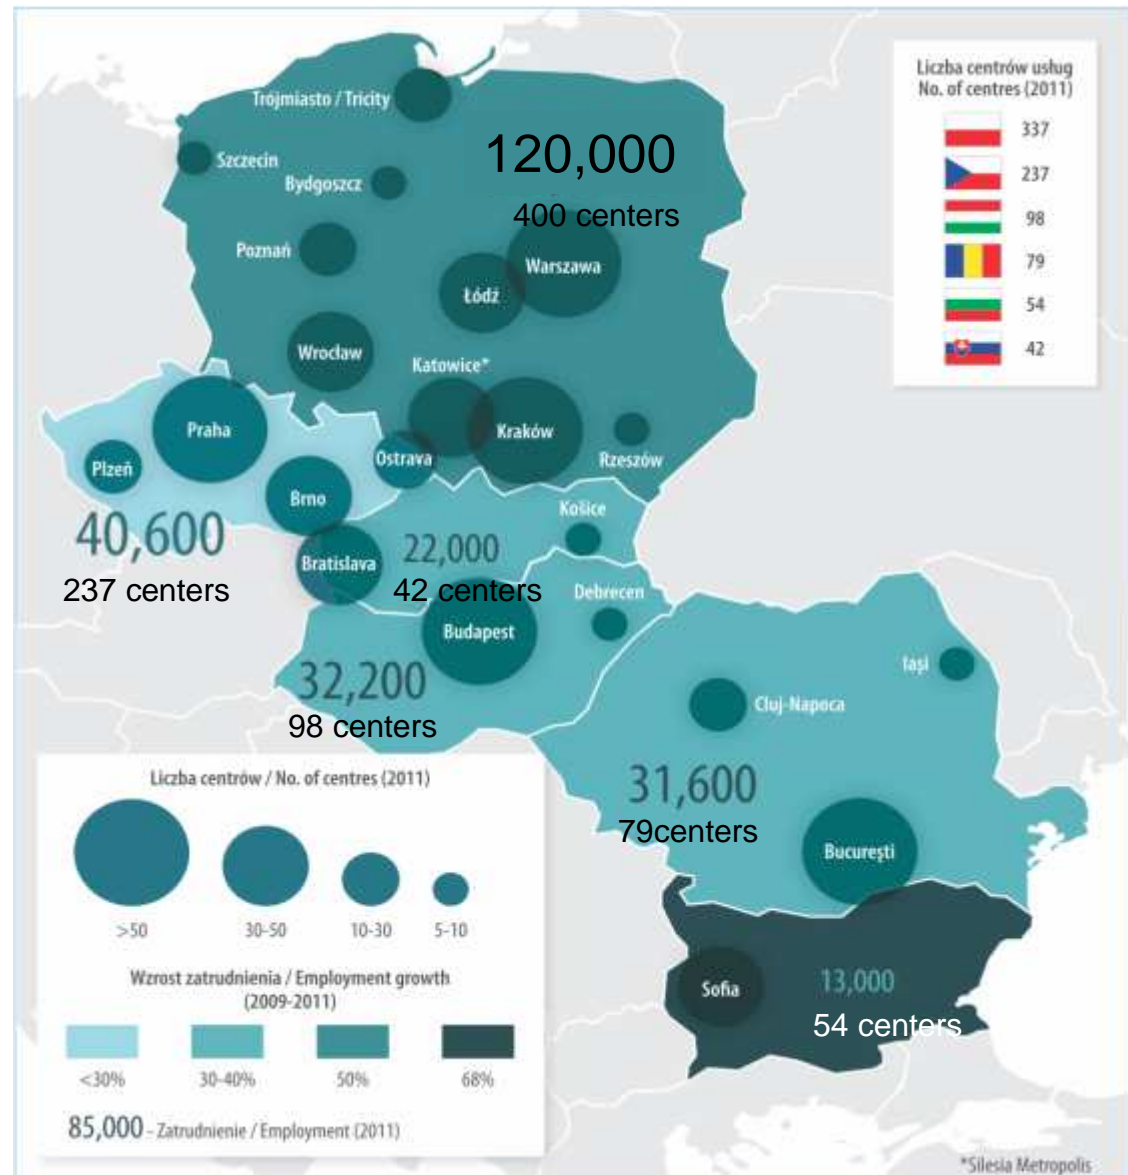 Liczba centrów usług
No. of centres (2011)
337
237
98
79
54
42
Trójmiasto / Tricity
Szczecin
Bydgoszcz
120,000
400 centers
Poznań
Warszawa
Łódź
Wrocław
Katowice*
Kraków
Rzeszów
Praha
Ostrava
Plzeň
Brno
40,600
237 centers
Košice
Bratislava
22,000
42 centers
Debrecen
Budapest
32,200
98 centers
Iaşi
Cluj-Napoca
31,600
79centers
Bucureşti
Sofia
13,000
54 centers
Liczba centrów / No. of centres (2011)
>50
30-50
10-30
5-10
Wzrost zatrudnienia / Employment growth
(2009-2011)
<30%
30-40%
50%
68%
85,000 - Zatrudnienie / Employment (2011)
*Silesia Metropolis